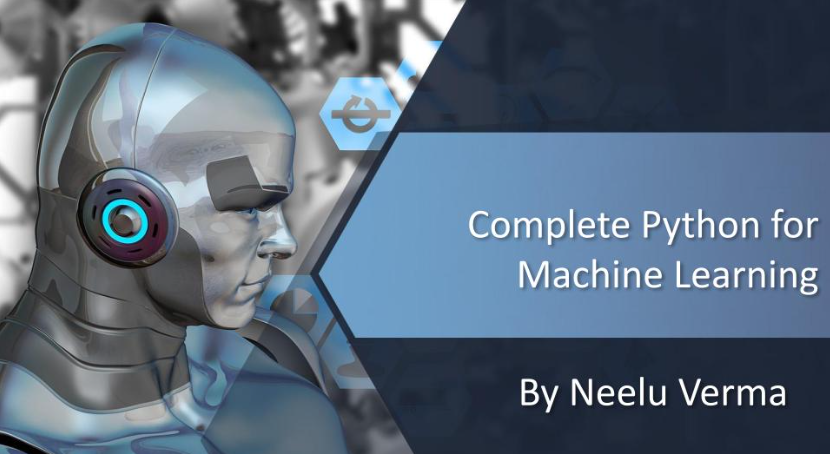 Complete Python for
Machine Learning
By Neelu Verma